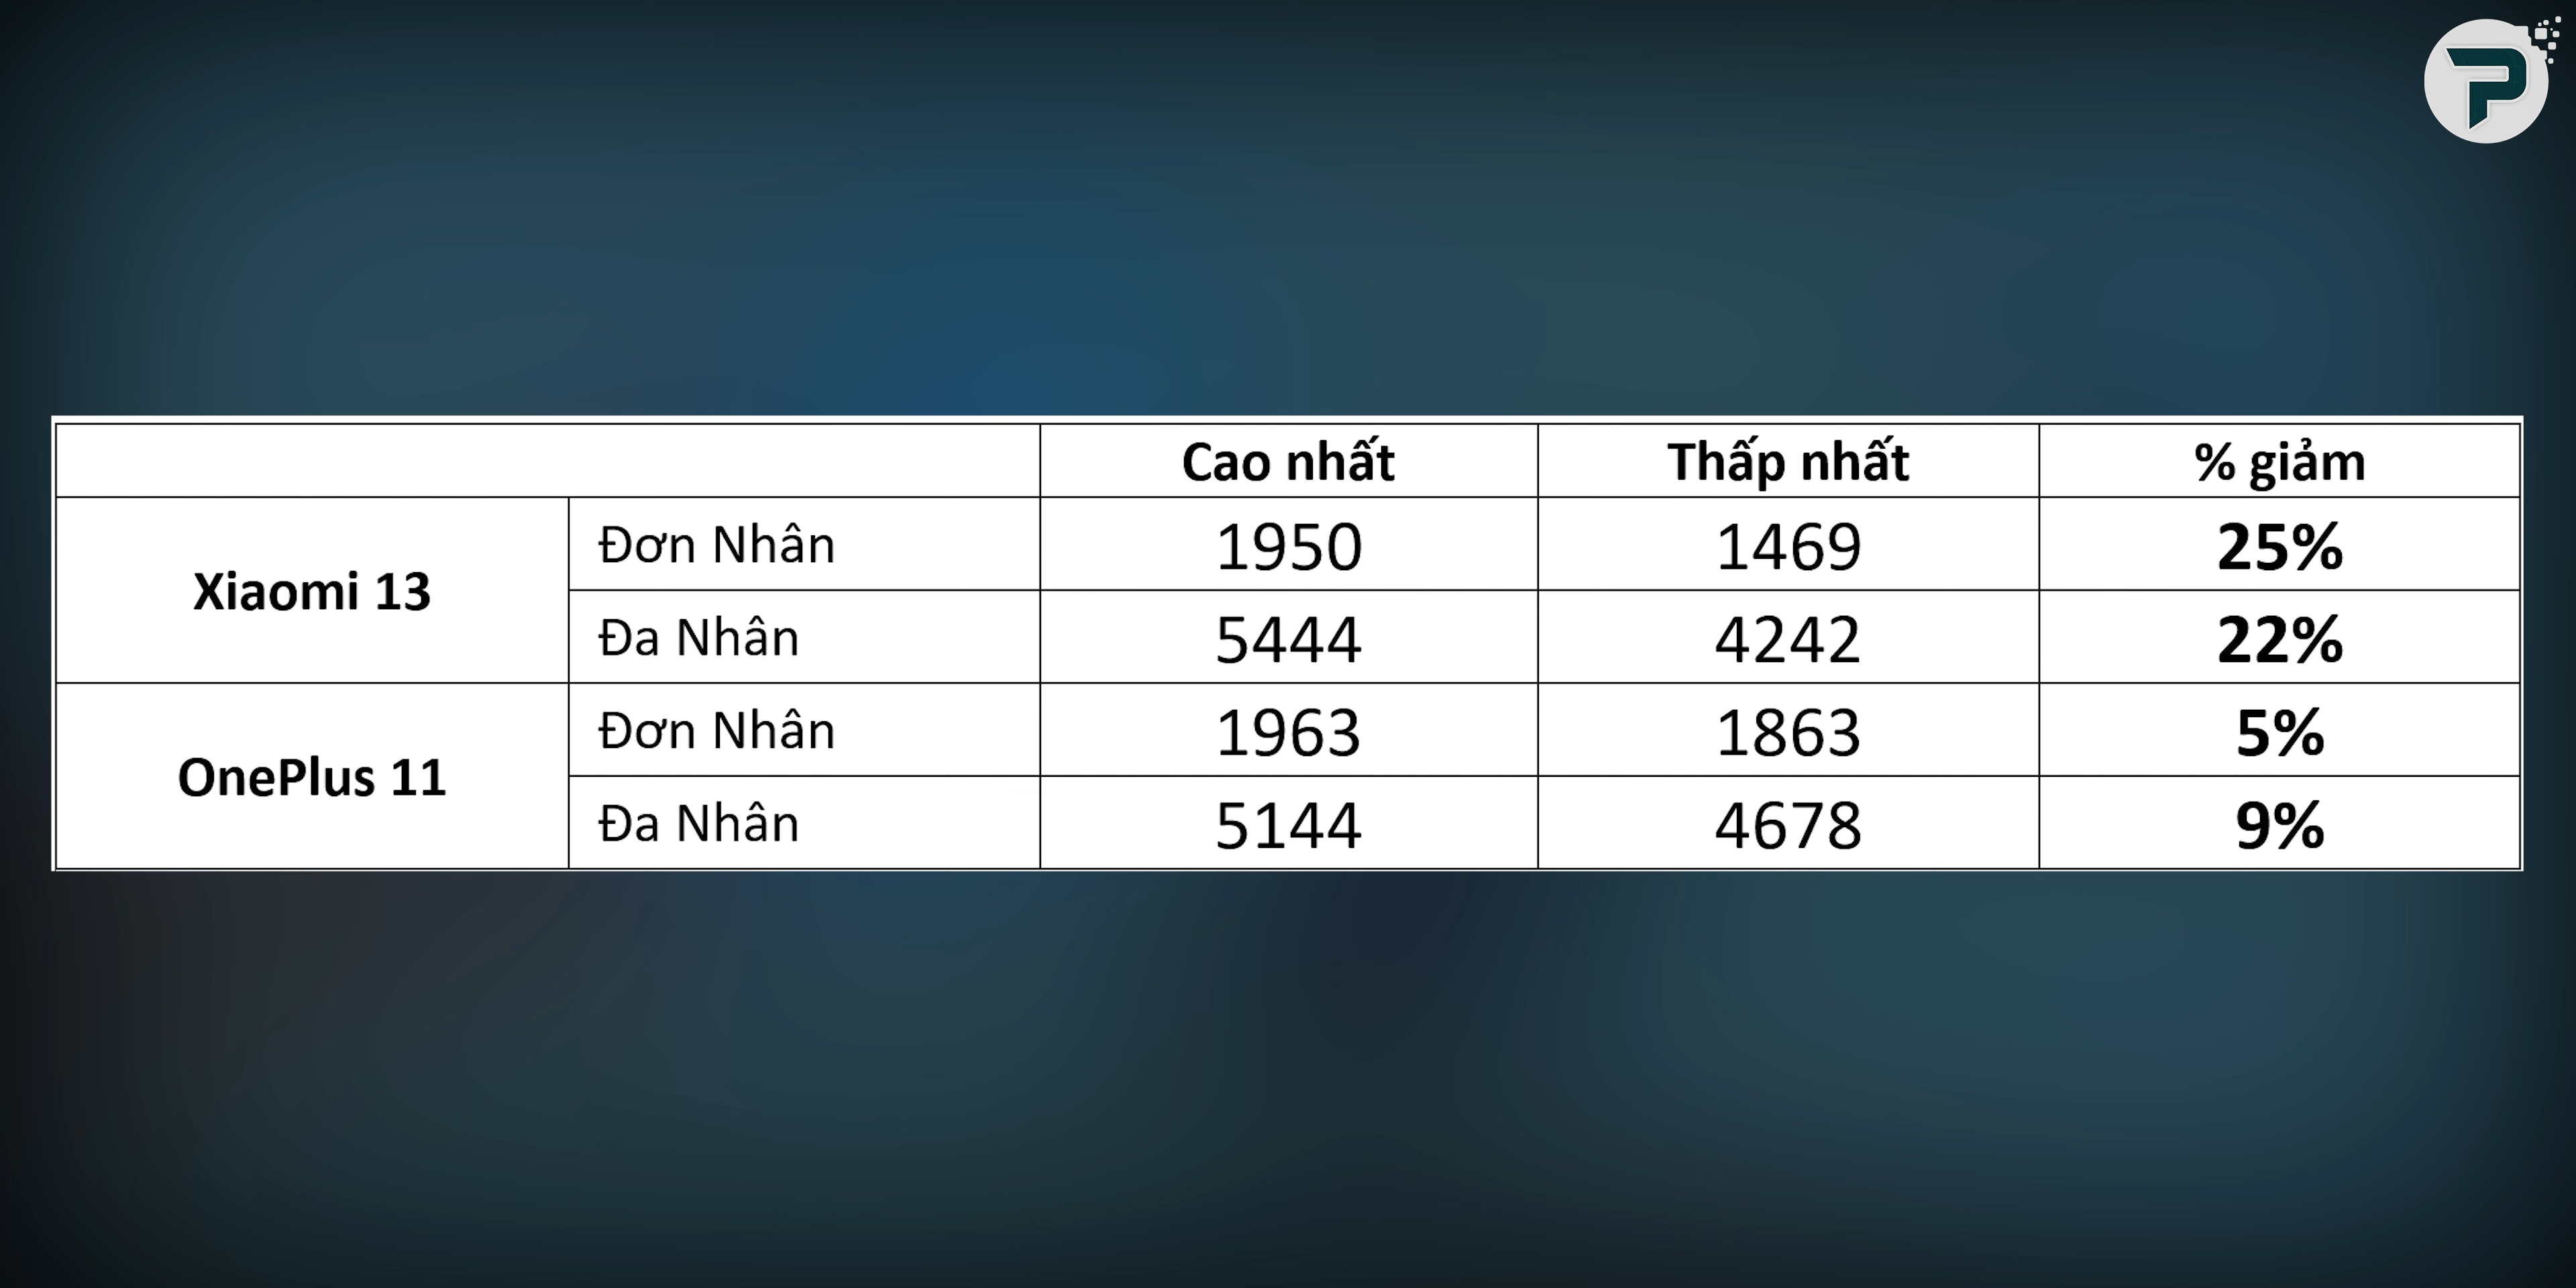 P
Cao nhất Thấp nhất % giảm
Xiaomi 13
Đơn Nhân 1950 1469 25%
Đa Nhân 5444 4242 22%
OnePlus 11
Đơn Nhân 1963 1863 5%
Đa Nhân 5144 4678 9%